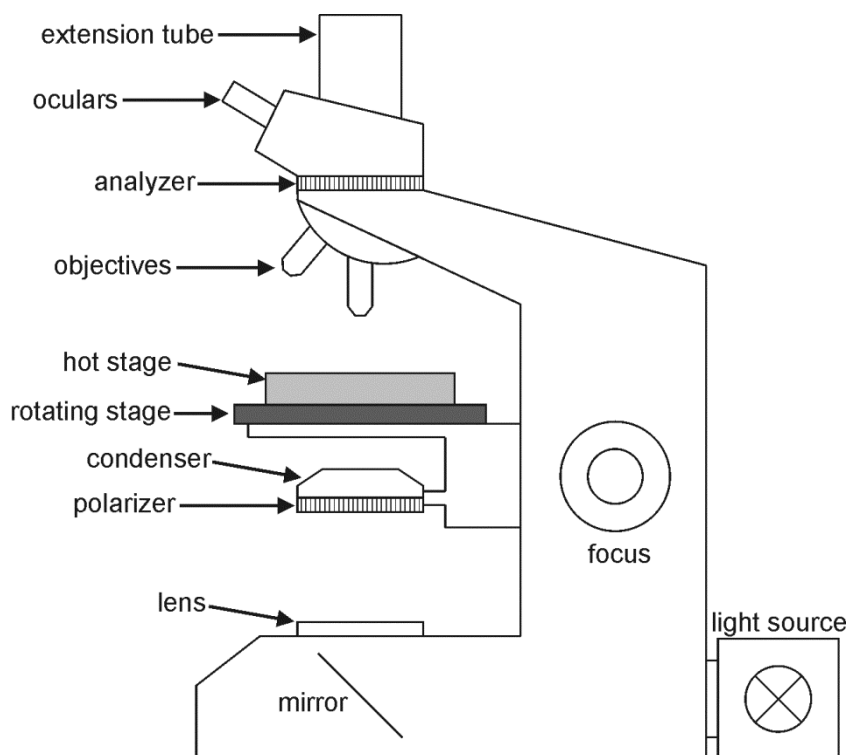 extension tube
oculars
analyzer
objectives
hot stage
rotating stage
condenser
polarizer
focus
lens
light source
mirror